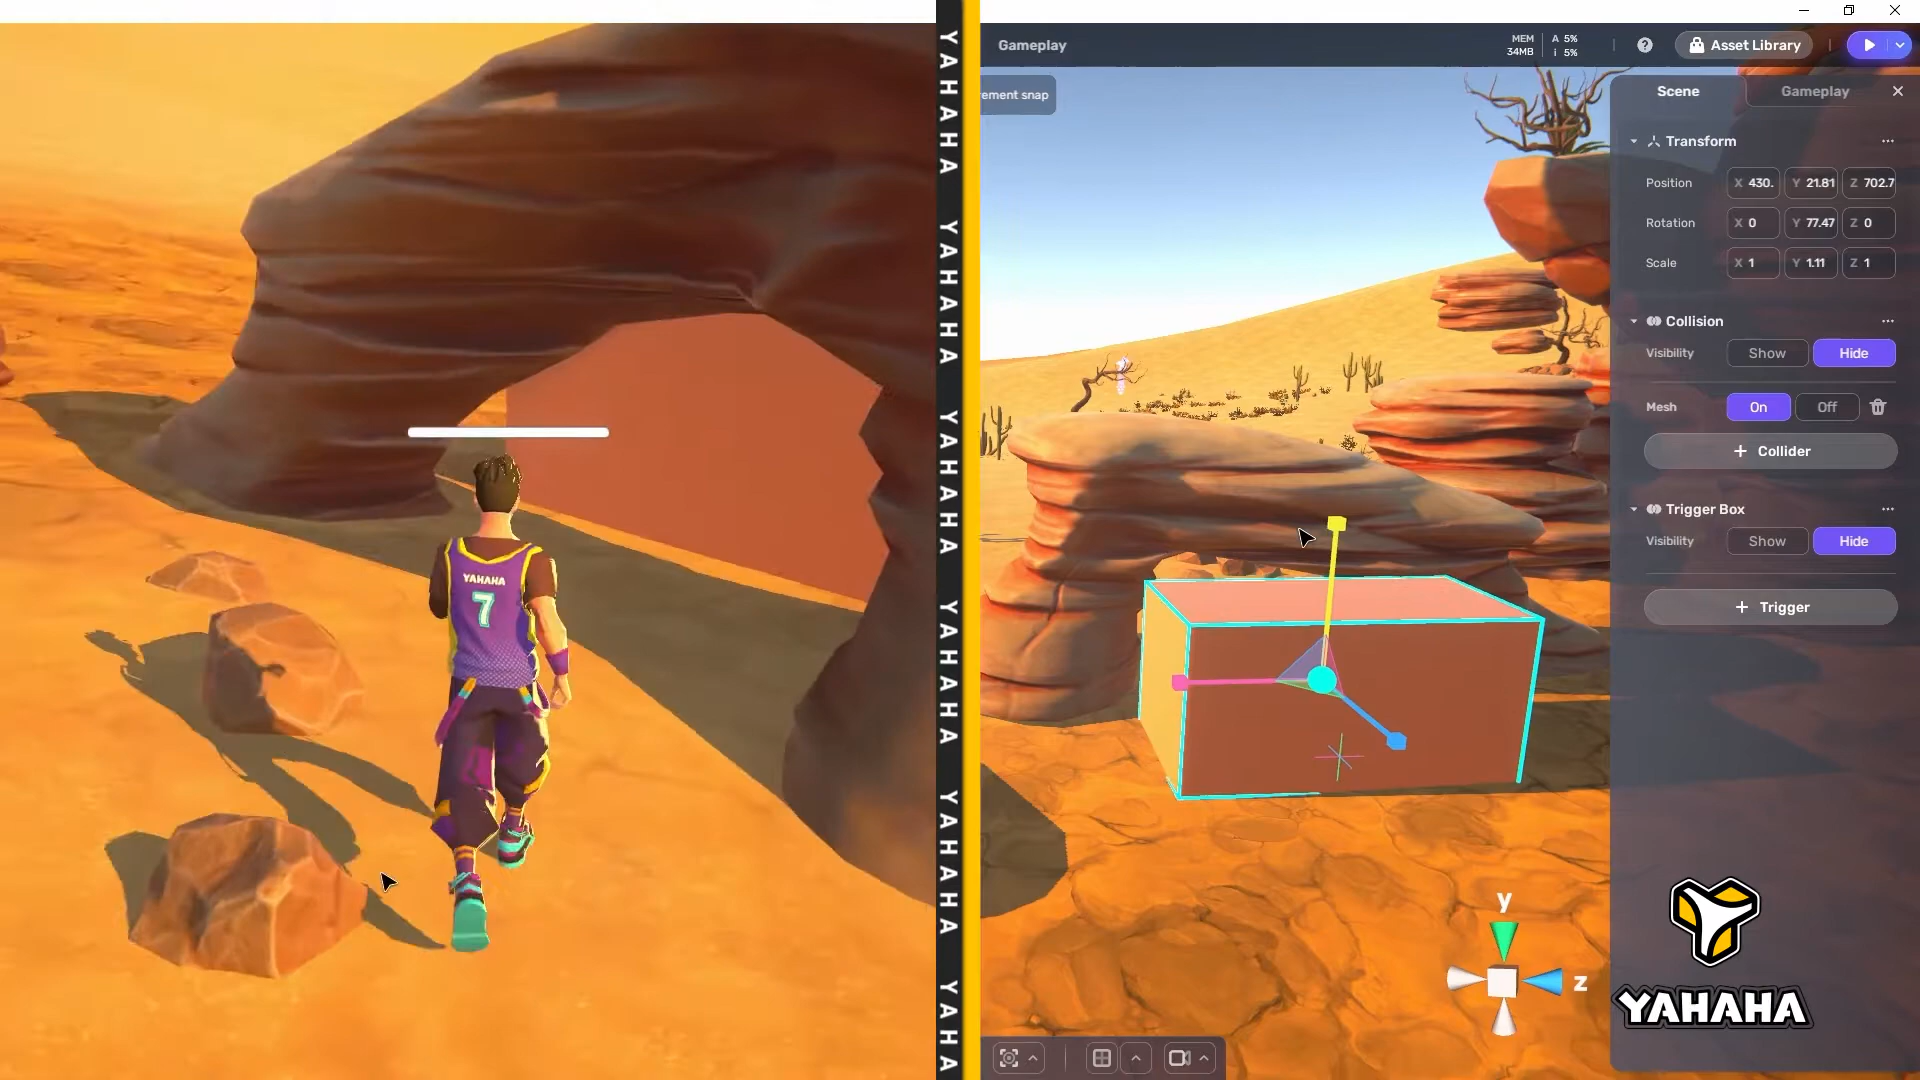 YAHAHA
7
YAHAHA YAHAHA YAHAHA YAHAHA YAHAHA YAHA
Gameplay
MEM
34MB
A 5%
i 5%
?
Asset Library
ement snap
Scene
Gameplay
Transform
Position X 430. Y 21.81 Z 702.7
Rotation X 0 Y 77.47 Z 0
Scale X 1 Y 1.11 Z 1
Collision
Visibility Show Hide
Mesh On Off
+ Collider
Trigger Box
Visibility Show Hide
+ Trigger
y
z
YAHAHA